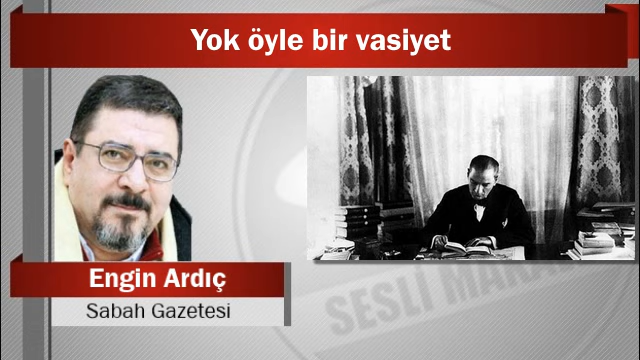 Yok öyle bir vasiyet
Engin Ardıç
Sabah Gazetesi
SESLİ MAKALE